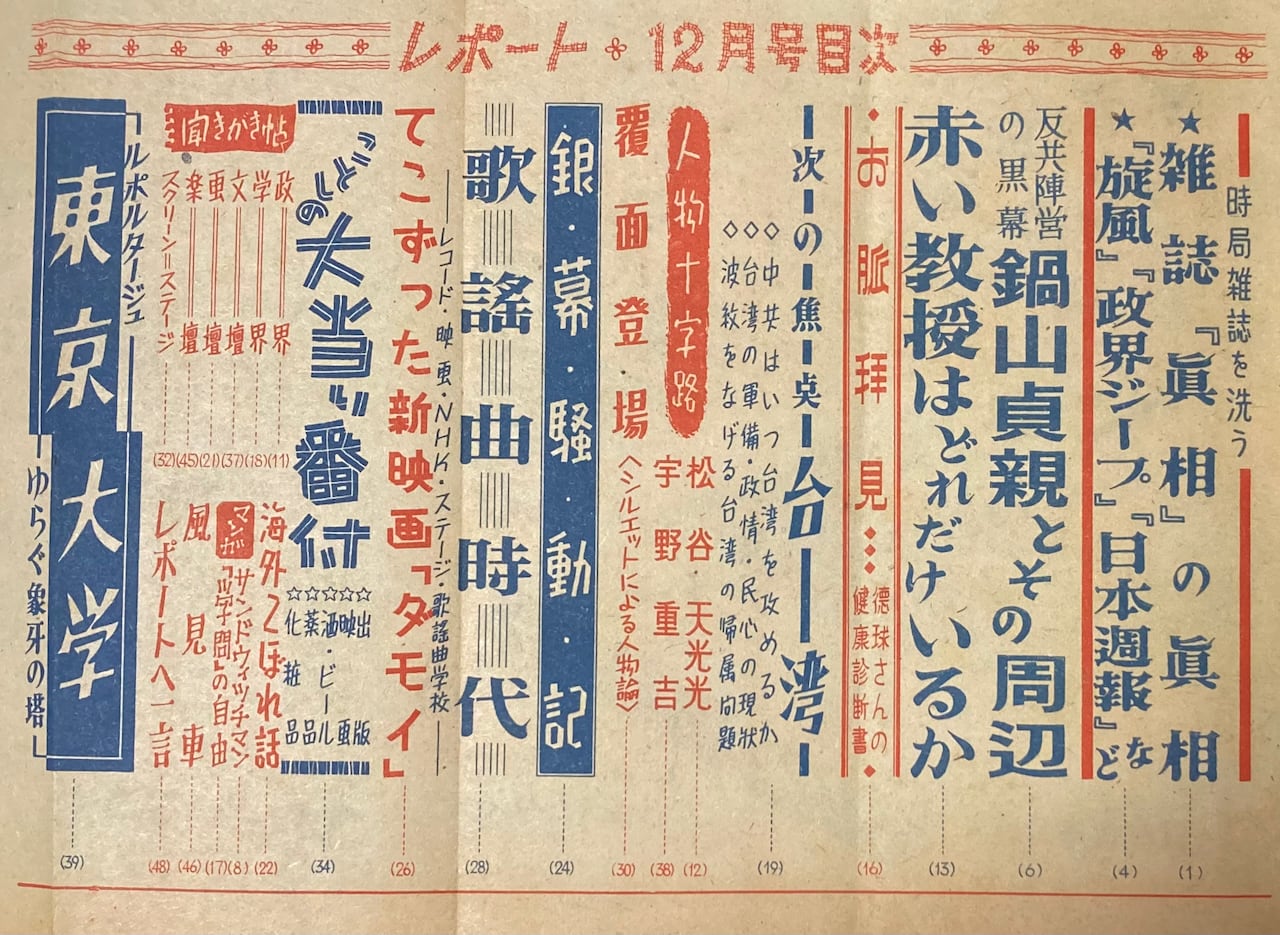 レポート 12月号目次
時局雑誌を洗う
★雑誌『眞相』の眞相 (1)
★『旋風』『政界ジープ』『日本週報』など (4)
反共陣営の黒幕
鍋山貞親とその周辺 (6)
赤い教授はどれだけいるか (13)
・お脈拝見…
徳球さんの
健康診断書・ (16)
―次―の―焦―点―台―湾―
◇中共はいつ台湾を攻めるか
◇台湾の軍備・政情・民心の現状
◇波紋をなげる台湾の帰属問題 (19)
人物十字路
松谷天光光 (12)
宇野重吉 (38)
覆面登場
〈シルエットによる人物論〉 (30)
銀・幕・騒・動・記 (24)
歌謡曲時代 (28)
―レコード・映画・NHK・ステージ・歌謡曲学校―
てこずった新映画「ダモイ」 (26)
ことしの大当り番付
☆出版
☆映画
☆酒・ビール
☆薬品
☆化粧品
(34)
聞きがき帖
政界 (11)
学界 (18)
文壇 (37)
画壇 (21)
楽壇 (45)
スクリーン=ステージ (32)
海外こぼれ話 (22)
マンガ
サンドウィッチマン (8)
「学問」の自由 (17)
風見車 (46)
レポートへ一言 (48)
「ルポルタージュ
東京大学
―ゆらぐ象牙の塔」 (39)